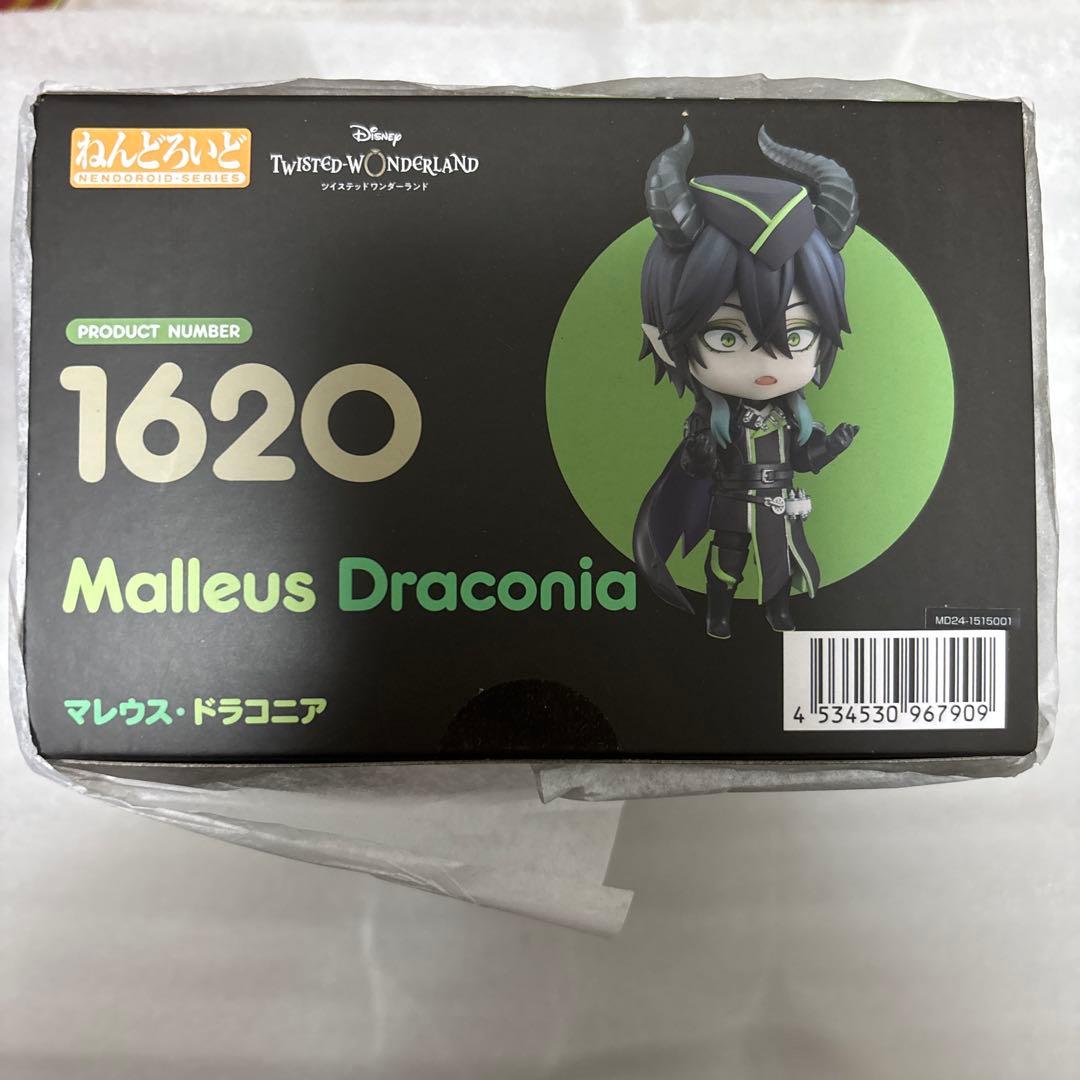 ねんどろいど
NENDOROID-SERIES
Disney
TWISTED-WONDERLAND
ツイステッドワンダーランド
PRODUCT NUMBER
1620
Malleus Draconia
マレウス・ドラコニア
MD24-1515001
4 534530 967909